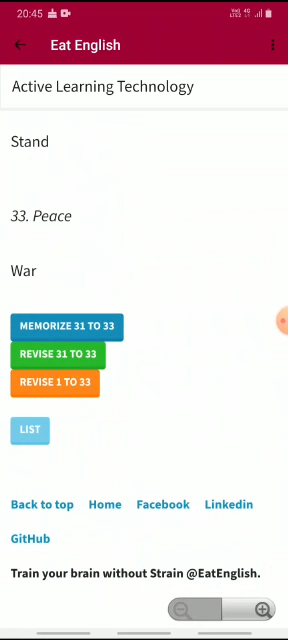 20:45
Eat English
Active Learning Technology
Stand
33. Peace
War
MEMORIZE 31 TO 33
REVISE 31 TO 33
REVISE 1 TO 33
LIST
Back to top Home Facebook Linkedin
GitHub
Train your brain without Strain @EatEnglish.